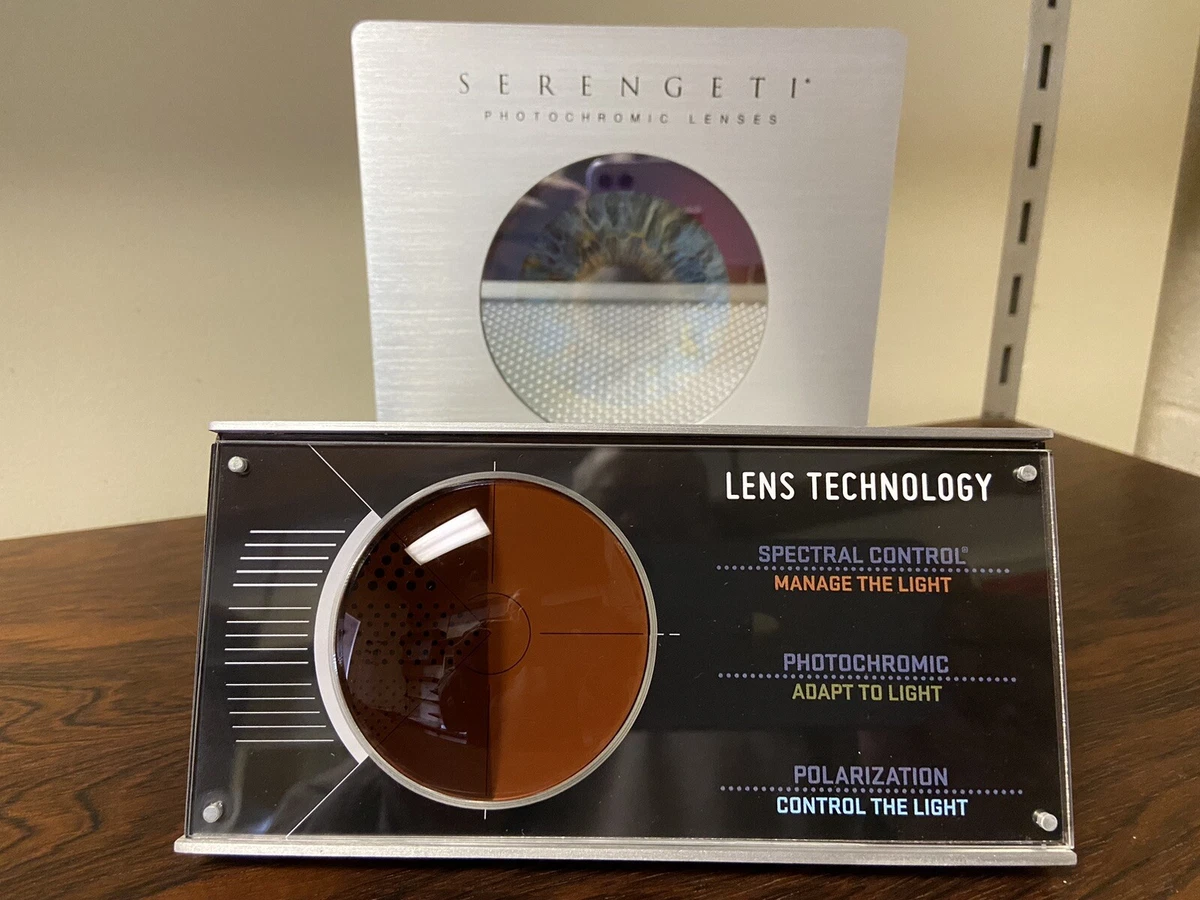 SERENGETI
PHOTOCHROMIC LENSES
LENS TECHNOLOGY
SPECTRAL CONTROL®
MANAGE THE LIGHT
PHOTOCHROMIC
ADAPT TO LIGHT
POLARIZATION
CONTROL THE LIGHT